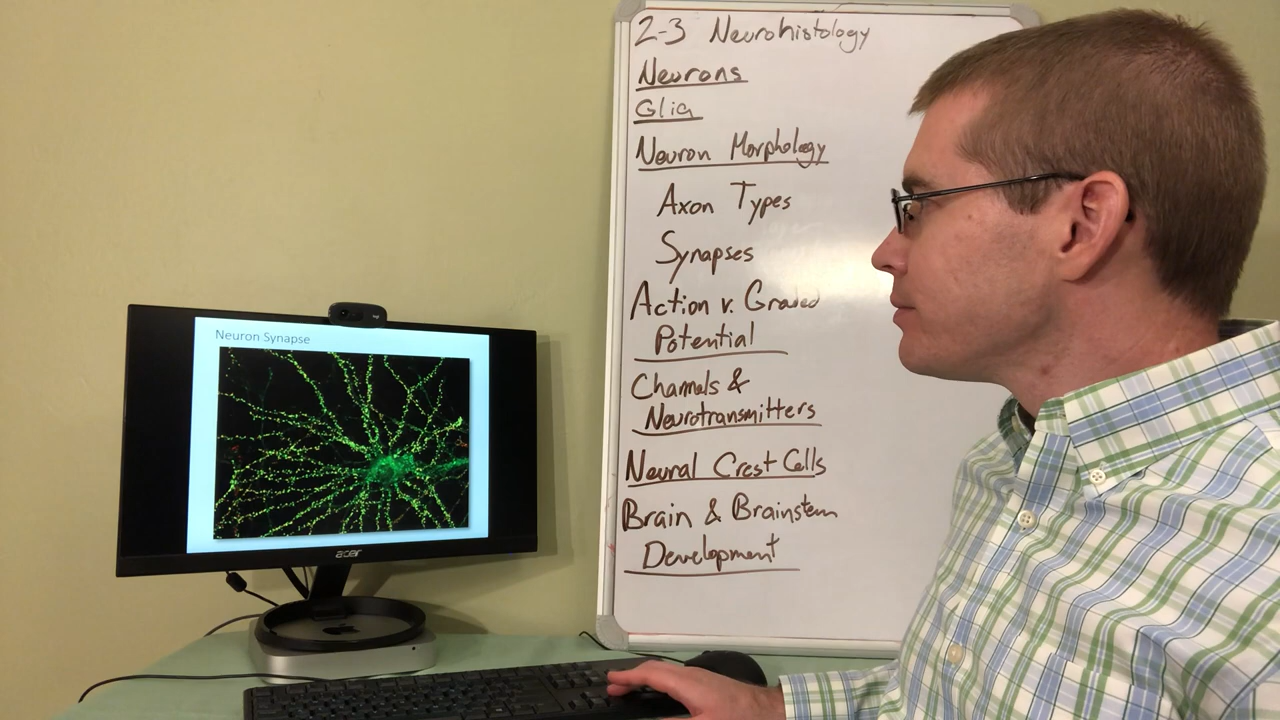 2-3 Neurohistology
Neurons
Glia
Neuron Morphology
Axon Types
Synapses
Action v. Graded
Potential
Channels &
Neurotransmitters
Neural Crest Cells
Brain & Brainstem
Development
Neuron Synapse
acer